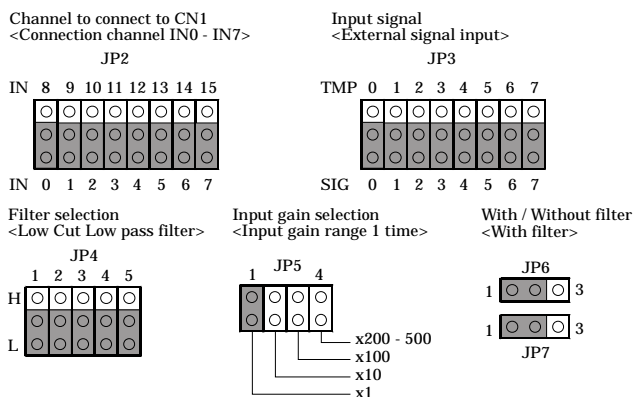 Channel to connect to CN1
<Connection channel IN0 - IN7>
JP2
IN 8 9 10 11 12 13 14 15
IN 0 1 2 3 4 5 6 7
Input signal
<External signal input>
JP3
TMP 0 1 2 3 4 5 6 7
SIG 0 1 2 3 4 5 6 7
Filter selection
<Low Cut Low pass filter>
JP4
1 2 3 4 5
H
L
Input gain selection
<Input gain range 1 time>
JP5
1 4
x200 - 500
x100
x10
x1
With / Without filter
<With filter>
JP6
1 3
1 3
JP7